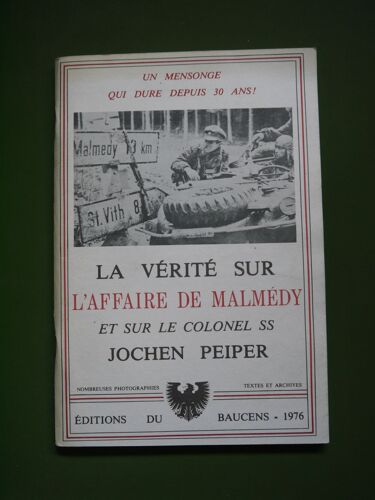 UN MENSONGE
QUI DURE DEPUIS 30 ANS!
Malmedy 13 km
St. Vith 8
LA VÉRITÉ SUR
L'AFFAIRE DE MALMÉDY
ET SUR LE COLONEL SS
JOCHEN PEIPER
NOMBREUSES PHOTOGRAPHIES TEXTES ET ARCHIVES
ÉDITIONS DU BAUCENS - 1976